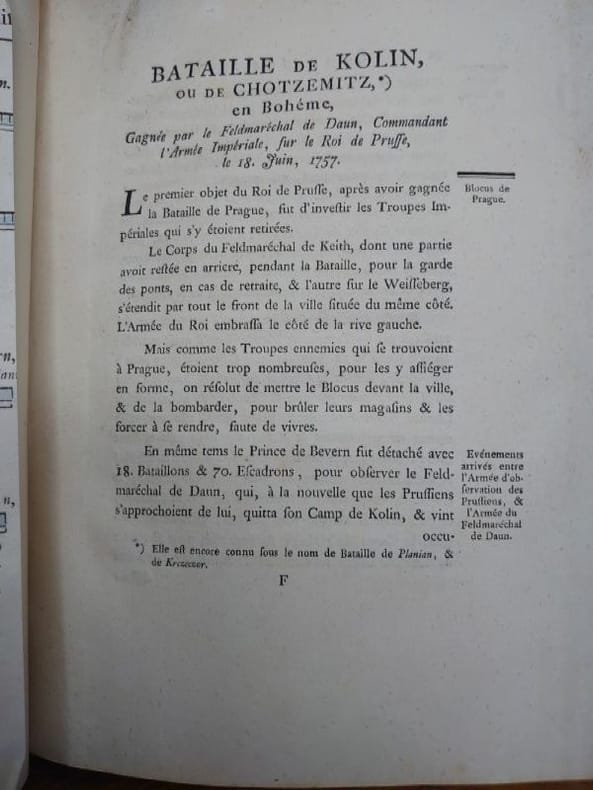 BATAILLE DE KOLIN,
OU DE CHOTZEMITZ,*)
en Bohéme,
Gagnée par le Feldmaréchal de Daun, Commandant
l'Armée Impériale, ſur le Roi de Pruſſe,
le 18. Juin, 1757.
Le premier objet du Roi de Pruſſe, après avoir gagnée
la Bataille de Prague, fut d'inveſtir les Troupes Im-
périales qui s'y étoient retirées.
Blocus de
Prague.
Le Corps du Feldmaréchal de Keith, dont une partie
avoit reſtée en arriere, pendant la Bataille, pour la garde
des ponts, en cas de retraite, & l'autre ſur le Weiſſeberg,
s'étendit par tout le front de la ville ſituée du même côté.
L'Armée du Roi embraſſa le côté de la rive gauche.
Mais comme les Troupes ennemies qui ſe trouvoient
à Prague, étoient trop nombreuſes, pour les y aſſiéger
en forme, on réſolut de mettre le Blocus devant la ville,
& de la bombarder, pour brûler leurs magaſins & les
forcer à ſe rendre, faute de vivres.
En même tems le Prince de Bevern fut détaché avec
18. Bataillons & 70. Eſcadrons, pour obſerver le Feld-
maréchal de Daun, qui, à la nouvelle que les Pruſſiens
s'approchoient de lui, quitta ſon Camp de Kolin, & vint
occu-
Evénements
arrivés entre
l'Armée d'ob-
ſervation des
Pruſſiens, &
l'Armée du
Feldmaréchal
de Daun.
*) Elle eſt encore connu ſous le nom de Bataille de Planian, &
de Krzeczor.
F